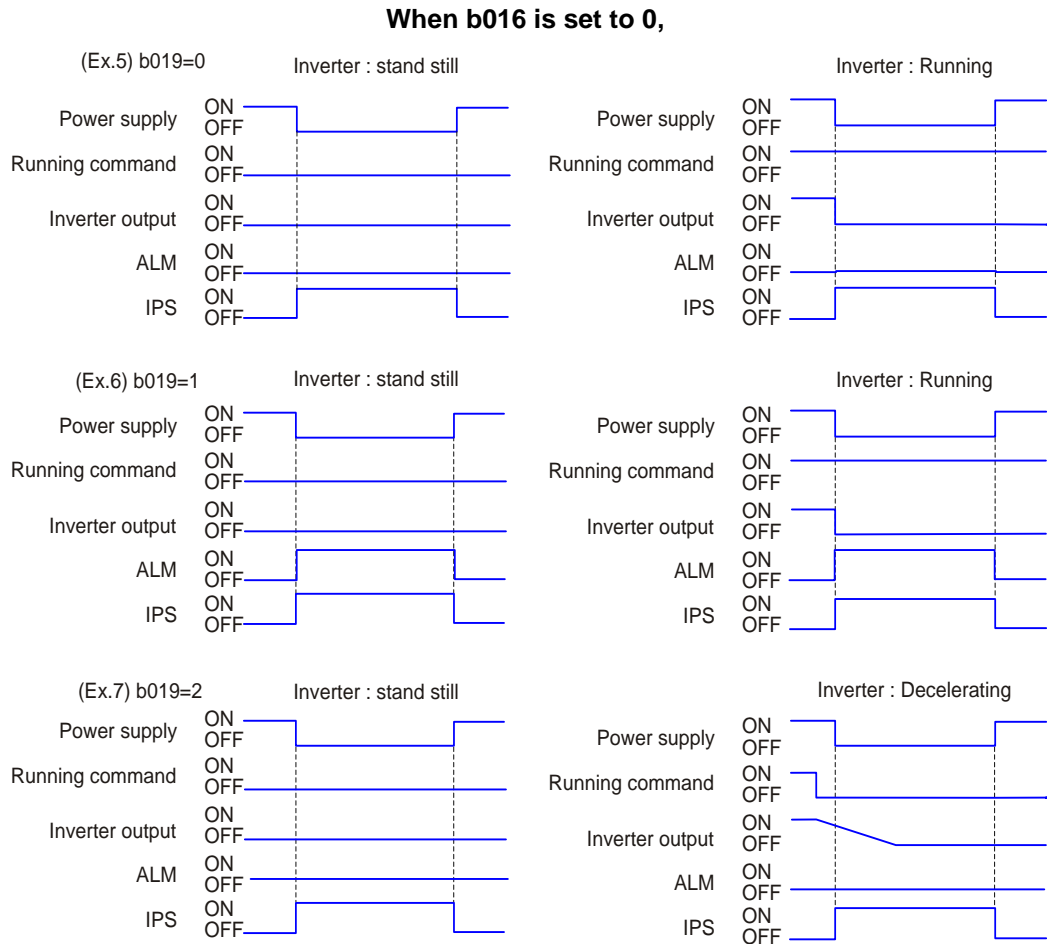 When b016 is set to 0,
(Ex.5) b019=0
Inverter : stand still
Power supply
ON
OFF
Running command
ON
OFF
Inverter output
ON
OFF
ALM
ON
OFF
IPS
ON
OFF
Inverter : Running
Power supply
ON
OFF
Running command
ON
OFF
Inverter output
ON
OFF
ALM
ON
OFF
IPS
ON
OFF
(Ex.6) b019=1
Inverter : stand still
Power supply
ON
OFF
Running command
ON
OFF
Inverter output
ON
OFF
ALM
ON
OFF
IPS
ON
OFF
Inverter : Running
Power supply
ON
OFF
Running command
ON
OFF
Inverter output
ON
OFF
ALM
ON
OFF
IPS
ON
OFF
(Ex.7) b019=2
Inverter : stand still
Power supply
ON
OFF
Running command
ON
OFF
Inverter output
ON
OFF
ALM
ON
OFF
IPS
ON
OFF
Inverter : Decelerating
Power supply
ON
OFF
Running command
ON
OFF
Inverter output
ON
OFF
ALM
ON
OFF
IPS
ON
OFF